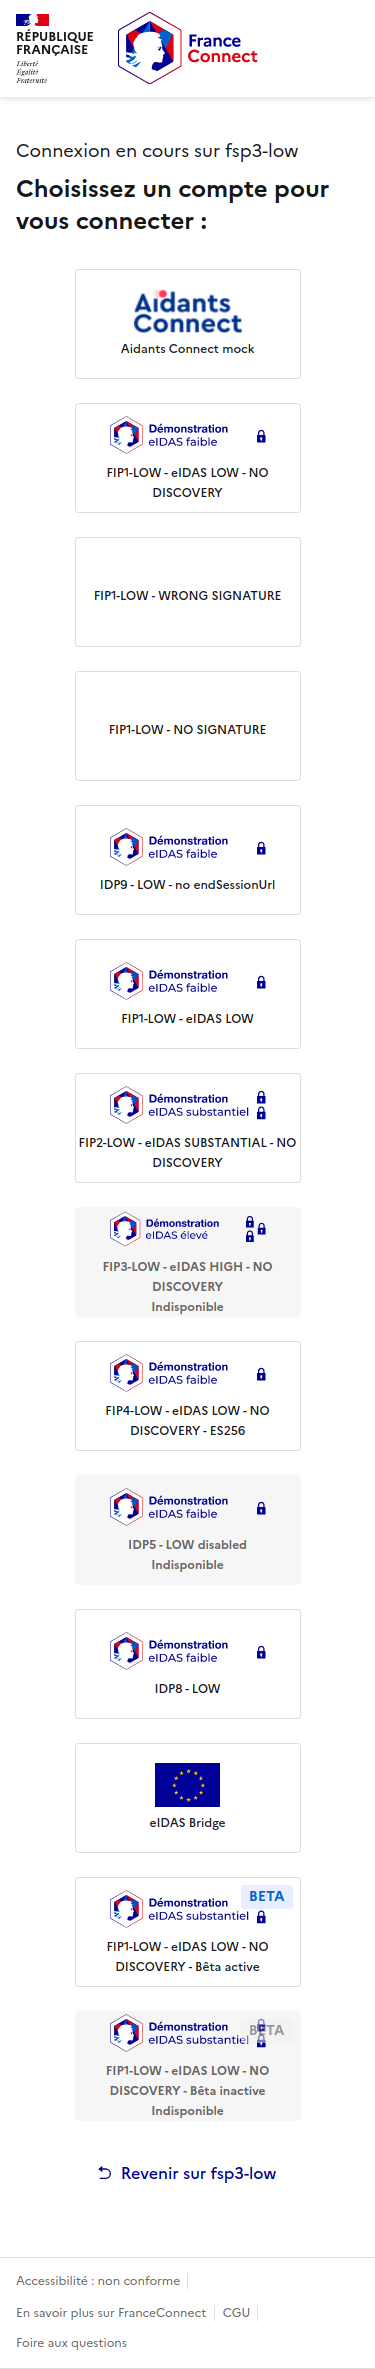 RÉPUBLIQUE
FRANÇAISE
Liberté
Égalité
Fraternité
France
Connect
Connexion en cours sur fsp3-low
Choisissez un compte pour
vous connecter :
Aidants
Connect
Aidants Connect mock
Démonstration
eIDAS faible
FIP1-LOW - eIDAS LOW - NO
DISCOVERY
FIP1-LOW - WRONG SIGNATURE
FIP1-LOW - NO SIGNATURE
Démonstration
eIDAS faible
IDP9 - LOW - no endSessionUrl
Démonstration
eIDAS faible
FIP1-LOW - eIDAS LOW
Démonstration
eIDAS substantiel
FIP2-LOW - eIDAS SUBSTANTIAL - NO
DISCOVERY
Démonstration
eIDAS élevé
FIP3-LOW - eIDAS HIGH - NO
DISCOVERY
Indisponible
Démonstration
eIDAS faible
FIP4-LOW - eIDAS LOW - NO
DISCOVERY - ES256
Démonstration
eIDAS faible
IDP5 - LOW disabled
Indisponible
Démonstration
eIDAS faible
IDP8 - LOW
eIDAS Bridge
BETA
Démonstration
eIDAS substantiel
FIP1-LOW - eIDAS LOW - NO
DISCOVERY - Bêta active
BETA
Démonstration
eIDAS substantiel
FIP1-LOW - eIDAS LOW - NO
DISCOVERY - Bêta inactive
Indisponible
Revenir sur fsp3-low
Accessibilité : non conforme
En savoir plus sur FranceConnect
CGU
Foire aux questions